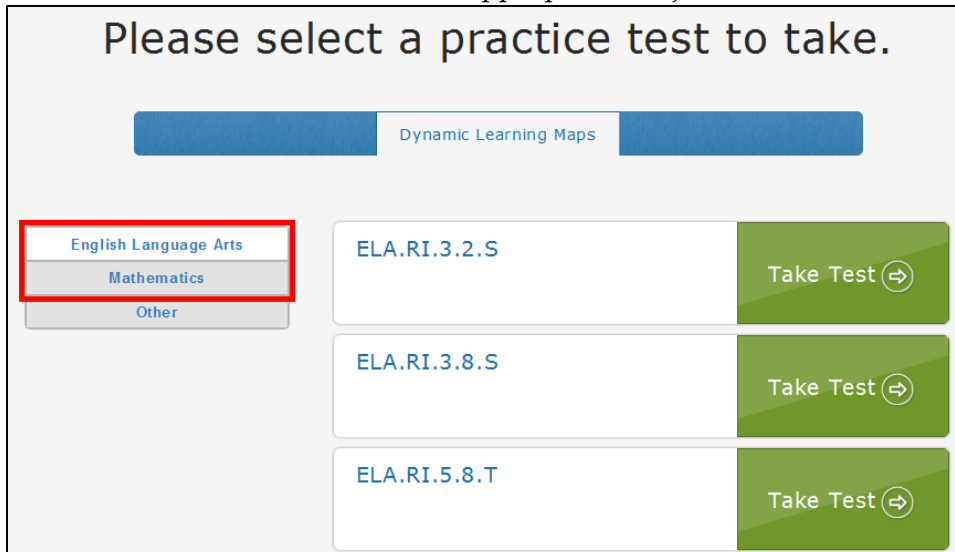 Please select a practice test to take.
Dynamic Learning Maps
English Language Arts
Mathematics
Other
ELA.RI.3.2.S
Take Test
ELA.RI.3.8.S
Take Test
ELA.RI.5.8.T
Take Test